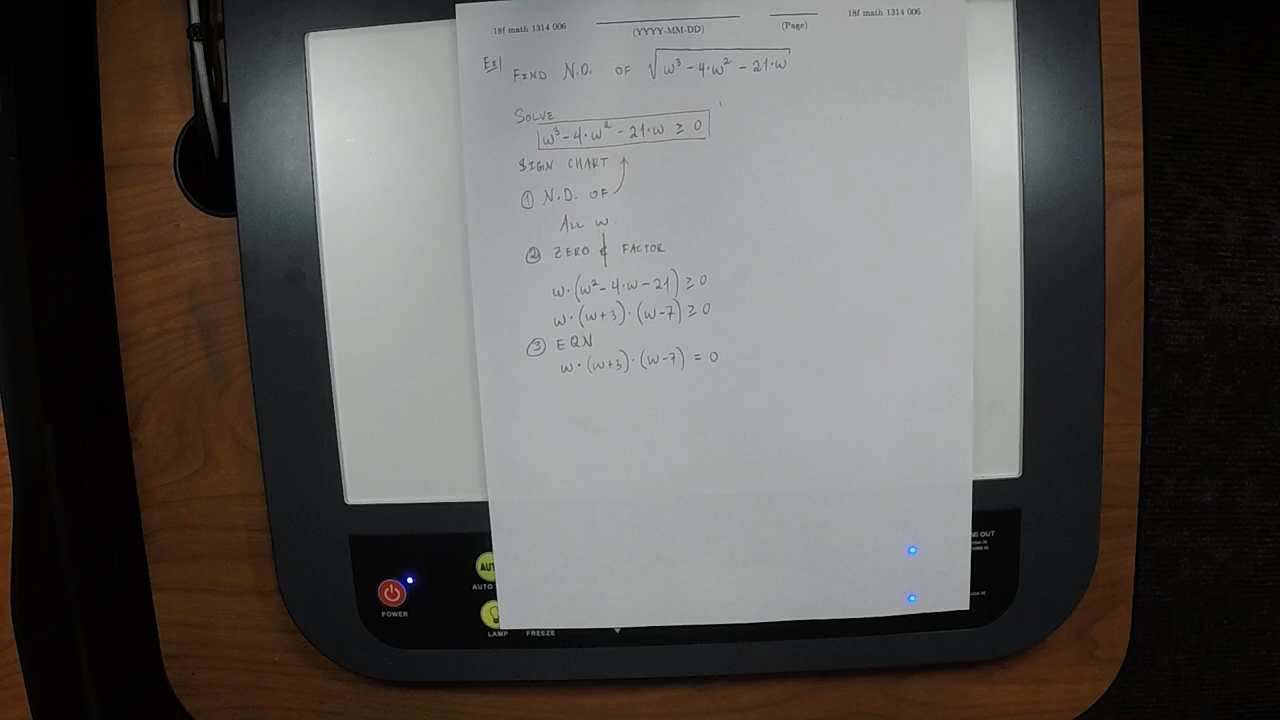 18f math 1314 006
(YYYY-MM-DD)
(Page)
18f math 1314 006
Ex1 FIND N.D. OF √(w³ - 4·w² - 21·w)
SOLVE
w³ - 4·w² - 21·w ≥ 0
SIGN CHART
① N.D. OF
ALL w.
② ZERO & FACTOR
w·(w² - 4·w - 21) ≥ 0
w·(w+3)·(w-7) ≥ 0
③ EQN
w·(w+3)·(w-7) = 0
POWER
AUTO
LAMP
FREEZE